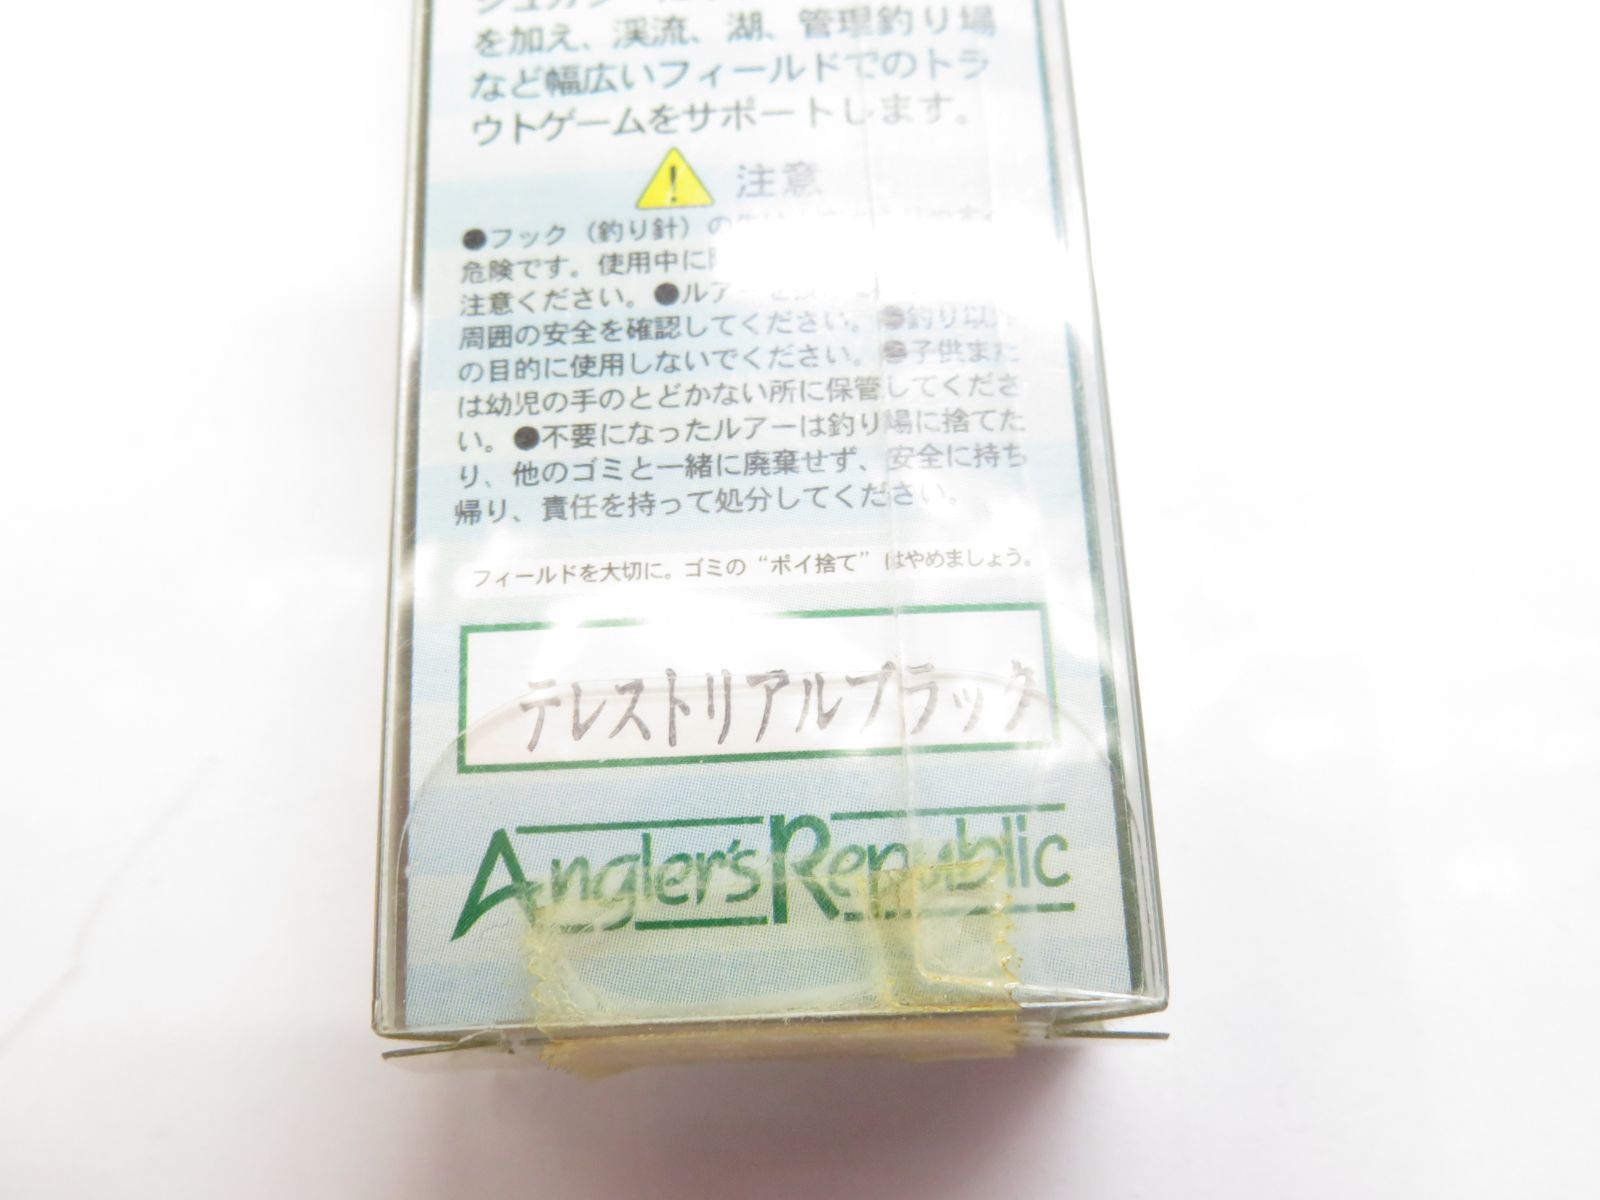 を加え、渓流、湖、管理釣り場
など幅広いフィールドでのトラ
ウトゲームをサポートします。
注意
●フック（釣り針）の
危険です。使用中に
注意ください。●ルアー
周囲の安全を確認してください。●釣り以外
の目的に使用しないでください。●子供また
は幼児の手のとどかない所に保管してくださ
い。●不要になったルアーは釣り場に捨てた
り、他のゴミと一緒に廃棄せず、安全に持ち
帰り、責任を持って処分してください。
フィールドを大切に。ゴミの“ポイ捨て”はやめましょう。
テレストリアルブラック
Angler's Republic